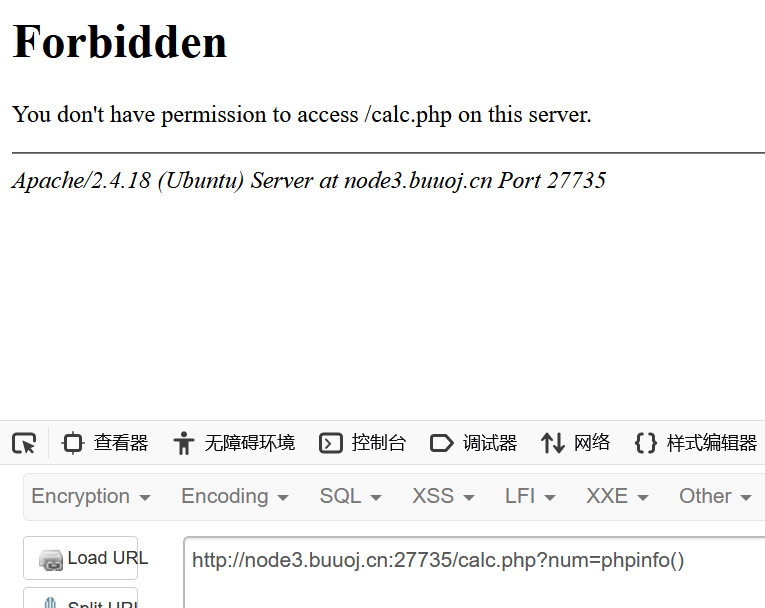 Forbidden
You don't have permission to access /calc.php on this server.
Apache/2.4.18 (Ubuntu) Server at node3.buuoj.cn Port 27735
查看器 无障碍环境 控制台 调试器 网络 样式编辑器
Encryption Encoding SQL XSS LFI XXE Other
Load URL http://node3.buuoj.cn:27735/calc.php?num=phpinfo()
Split URL